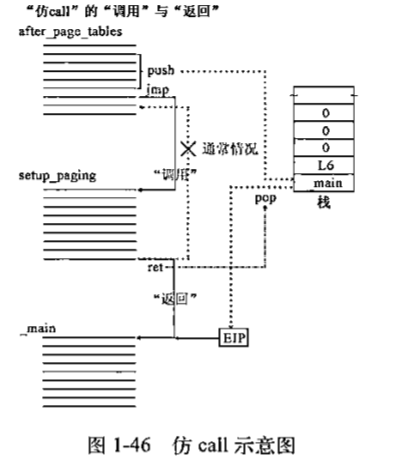 “仿call”的“调用”与“返回”
after_page_tables
push
jmp
通常情况
0
0
0
L6
main
栈
setup_paging
“调用”
pop
ret
“返回”
_main
EIP
图 1-46 仿 call 示意图